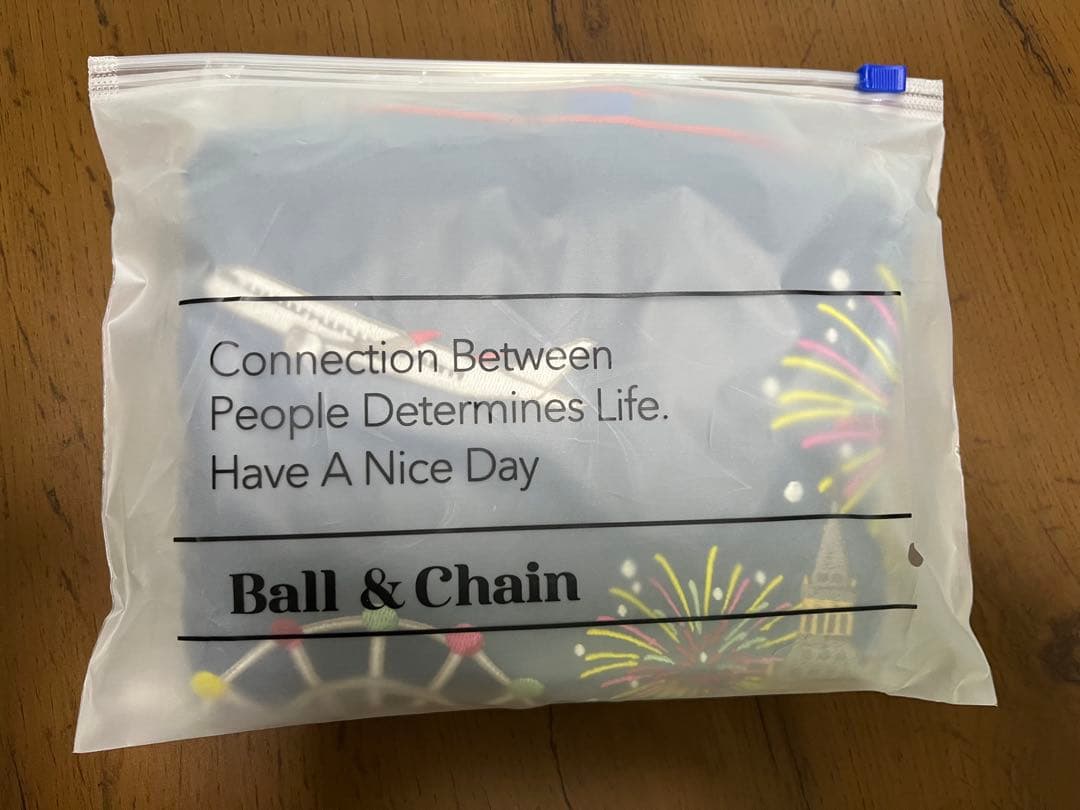 Connection Between
People Determines Life.
Have A Nice Day
Ball & Chain